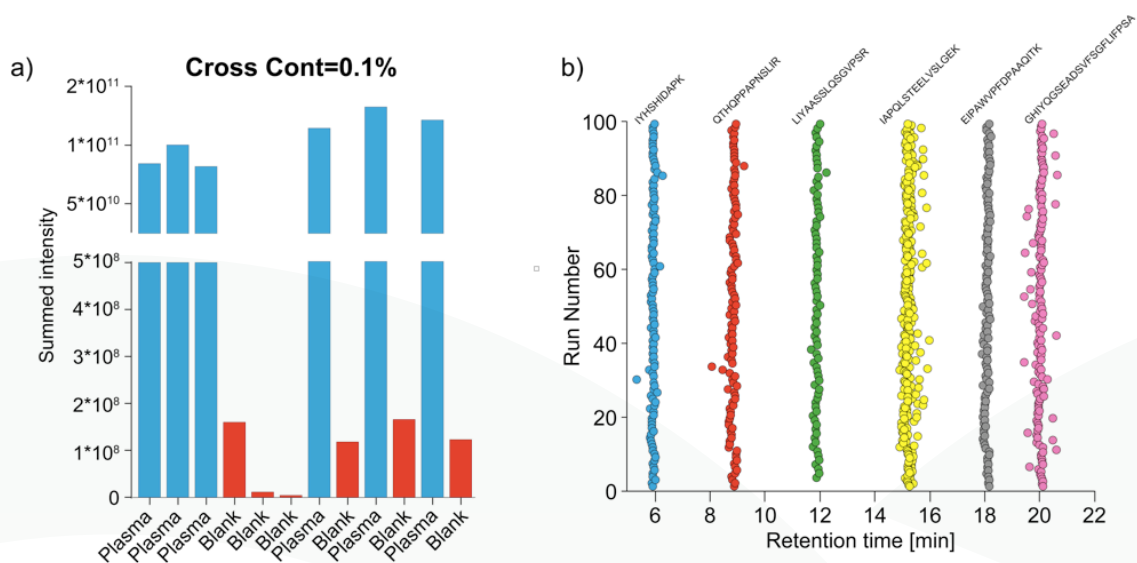 a)
Cross Cont=0.1%
Summed intensity
2*10¹¹
1*10¹¹
5*10¹⁰
5*10⁸
4*10⁸
3*10⁸
2*10⁸
1*10⁸
0
Plasma
Plasma
Plasma
Blank
Blank
Blank
Plasma
Blank
Plasma
Blank
Plasma
Blank
b)
IYHSHIDAPK
QTHQPPAPNSLIR
LIYAASSLQSGVPSR
IAPQLSTEELVSLGEK
EIPAWVPFDPAAQITK
GHIYQGSEADSVFSGFLIFPSA
Run Number
100
80
60
40
20
0
6 8 10 12 14 16 18 20 22
Retention time [min]